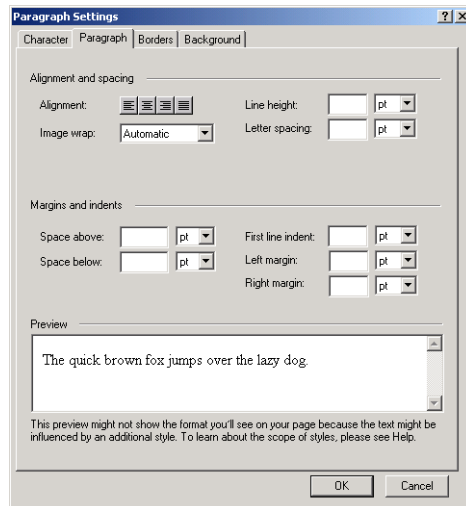 Paragraph Settings
Character Paragraph Borders Background
Alignment and spacing
Alignment: Line height: pt
Image wrap: Automatic Letter spacing: pt
Margins and indents
Space above: pt First line indent: pt
Space below: pt Left margin: pt
Right margin: pt
Preview
The quick brown fox jumps over the lazy dog.
This preview might not show the format you'll see on your page because the text might be
influenced by an additional style. To learn about the scope of styles, please see Help.
OK Cancel